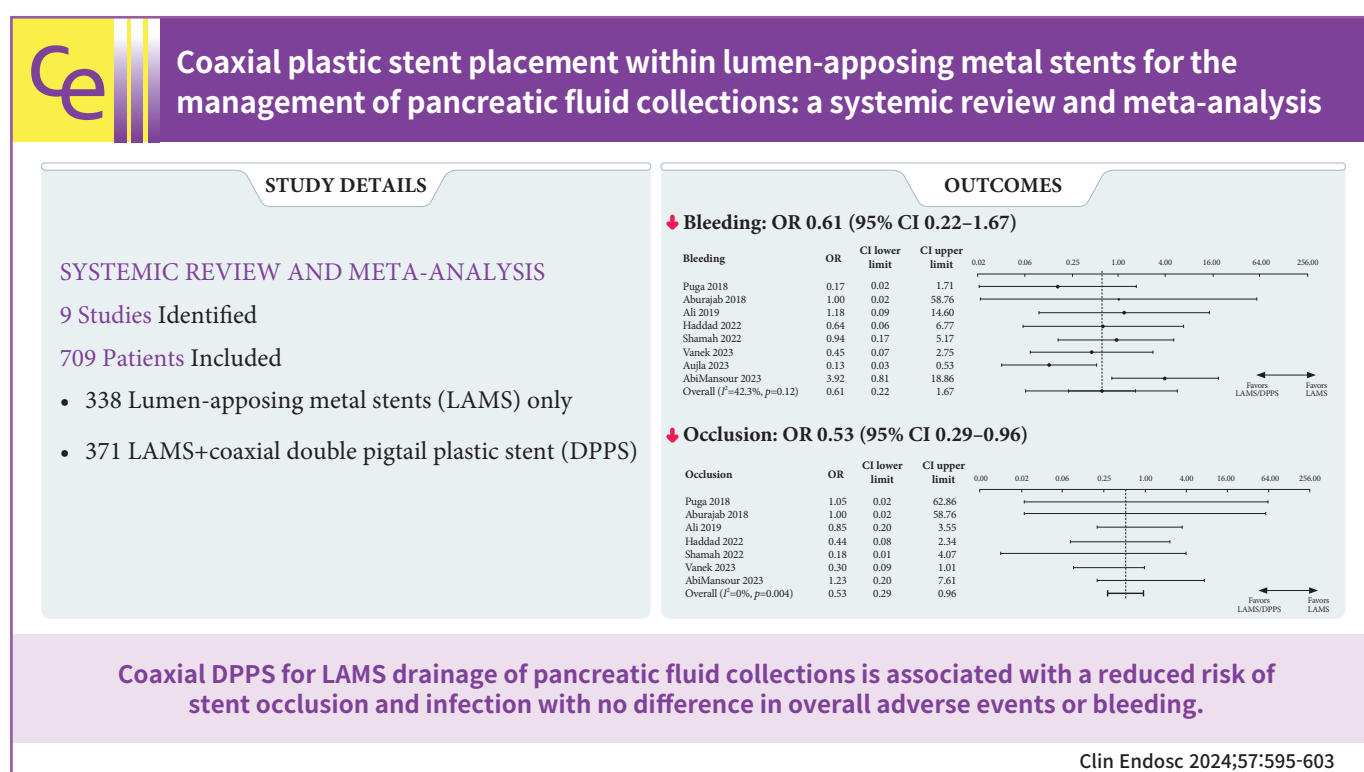 Ce
Coaxial plastic stent placement within lumen-apposing metal stents for the
management of pancreatic fluid collections: a systemic review and meta-analysis
STUDY DETAILS
SYSTEMIC REVIEW AND META-ANALYSIS
9 Studies Identified
709 Patients Included
• 338 Lumen-apposing metal stents (LAMS) only
• 371 LAMS+coaxial double pigtail plastic stent (DPPS)
OUTCOMES
Bleeding: OR 0.61 (95% CI 0.22–1.67)
Bleeding OR CI lower limit CI upper limit 0.02 0.06 0.25 1.00 4.00 16.00 64.00 256.00
Puga 2018 0.17 0.02 1.71
Aburajab 2018 1.00 0.02 58.76
Ali 2019 1.18 0.09 14.60
Haddad 2022 0.64 0.06 6.77
Shamah 2022 0.94 0.17 5.17
Vanek 2023 0.45 0.07 2.75
Aujla 2023 0.13 0.03 0.53
AbiMansour 2023 3.92 0.81 18.86
Overall (I²=42.3%, p=0.12) 0.61 0.22 1.67
Favors LAMS/DPPS Favors LAMS
Occlusion: OR 0.53 (95% CI 0.29–0.96)
Occlusion OR CI lower limit CI upper limit 0.00 0.02 0.06 0.25 1.00 4.00 16.00 64.00 256.00
Puga 2018 1.05 0.02 62.86
Aburajab 2018 1.00 0.02 58.76
Ali 2019 0.85 0.20 3.55
Haddad 2022 0.44 0.08 2.34
Shamah 2022 0.18 0.01 4.07
Vanek 2023 0.30 0.09 1.01
AbiMansour 2023 1.23 0.20 7.61
Overall (I²=0%, p=0.004) 0.53 0.29 0.96
Favors LAMS/DPPS Favors LAMS
Coaxial DPPS for LAMS drainage of pancreatic fluid collections is associated with a reduced risk of
stent occlusion and infection with no difference in overall adverse events or bleeding.
Clin Endosc 2024;57:595-603